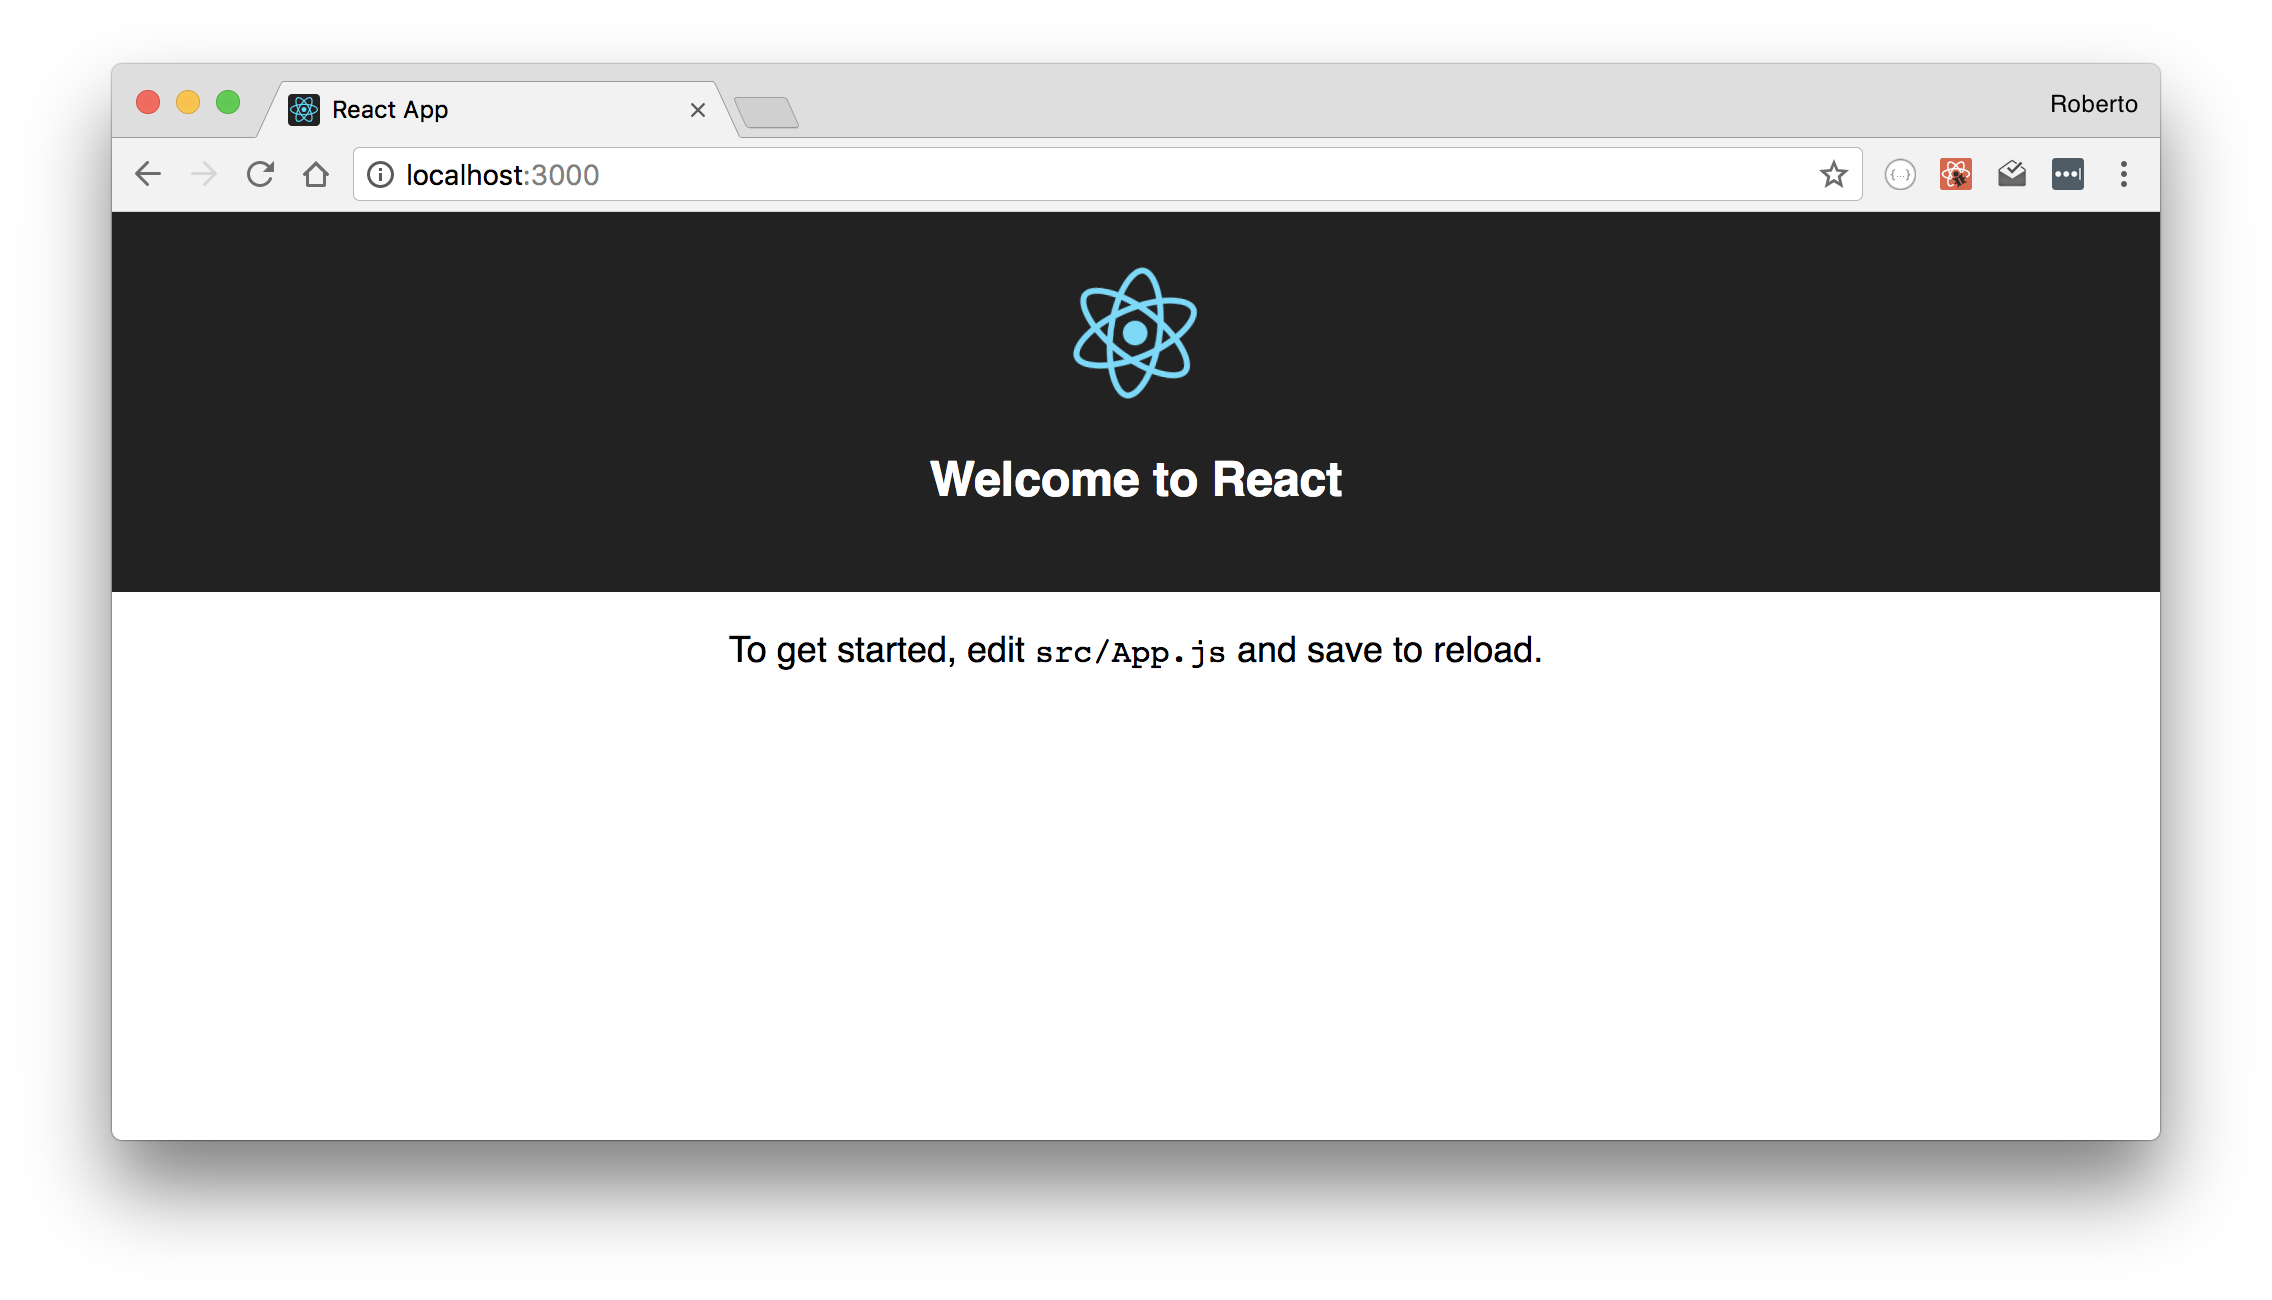 React App
Roberto
localhost:3000
{...}
Welcome to React
To get started, edit src/App.js and save to reload.